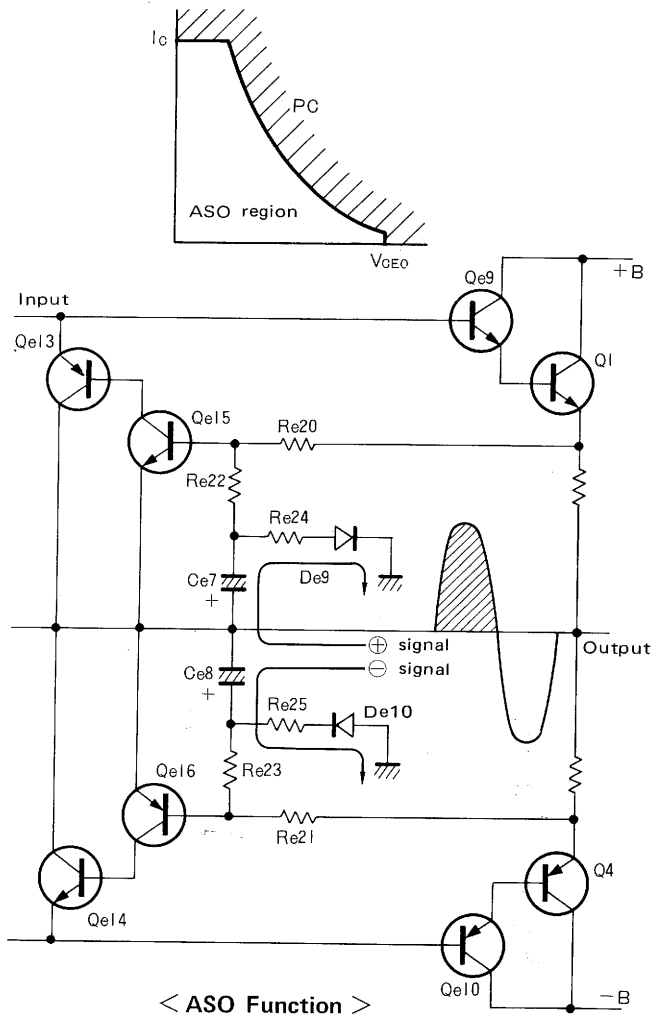 Ic
PC
ASO region
VCEO
Qe9
+B
Input
Qe13
Q1
Qe15
Re20
Re22
Re24
Ce7
De9
+
⊕ signal
Output
⊖ signal
Ce8
+
Re25
De10
Re23
Qe16
Re21
Q4
Qe14
Qe10
-B
< ASO Function >